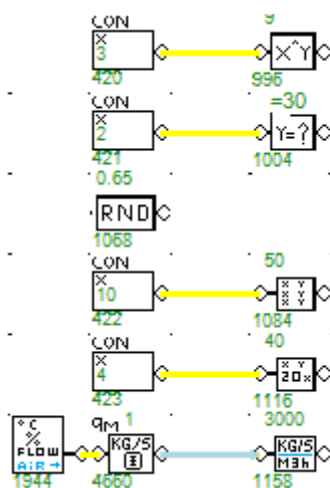 CON 9
X 3 X^Y
420 996
CON =30
X 2 Y=?
421 1004
0.65
RND
1068
CON 50
X 10 X Y X Y
422 1084
CON 40
X 4 X Y 20x
423 1116
°C % FLOW AiR→ qM 1 KG/S 3000 KG/S M3h
1944 4660 1158